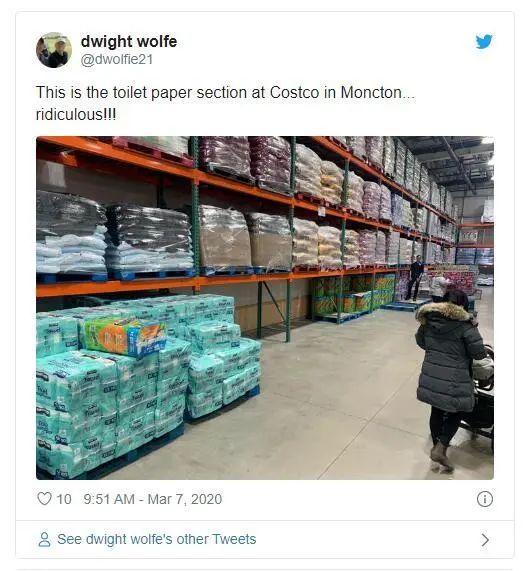 dwight wolfe
@dwolfie21
This is the toilet paper section at Costco in Moncton...
ridiculous!!!
10 9:51 AM - Mar 7, 2020
See dwight wolfe's other Tweets